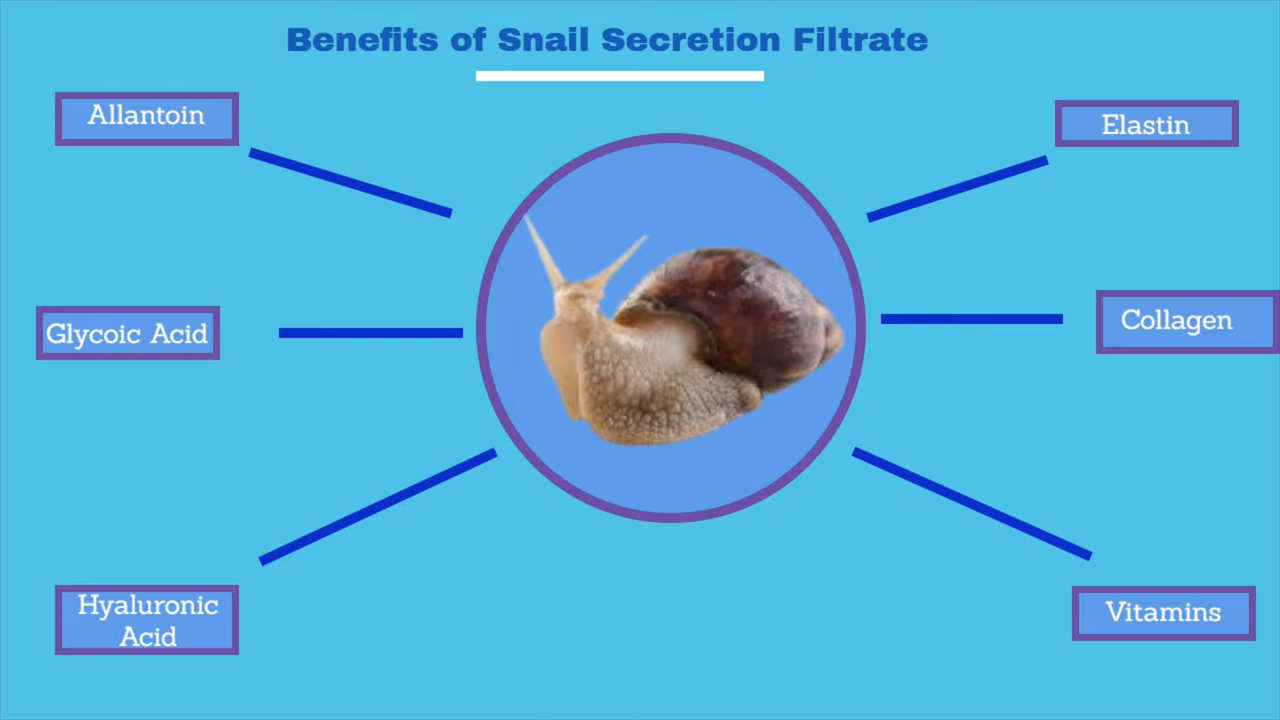 Benefits of Snail Secretion Filtrate
Allantoin
Elastin
Glycoic Acid
Collagen
Hyaluronic
Acid
Vitamins